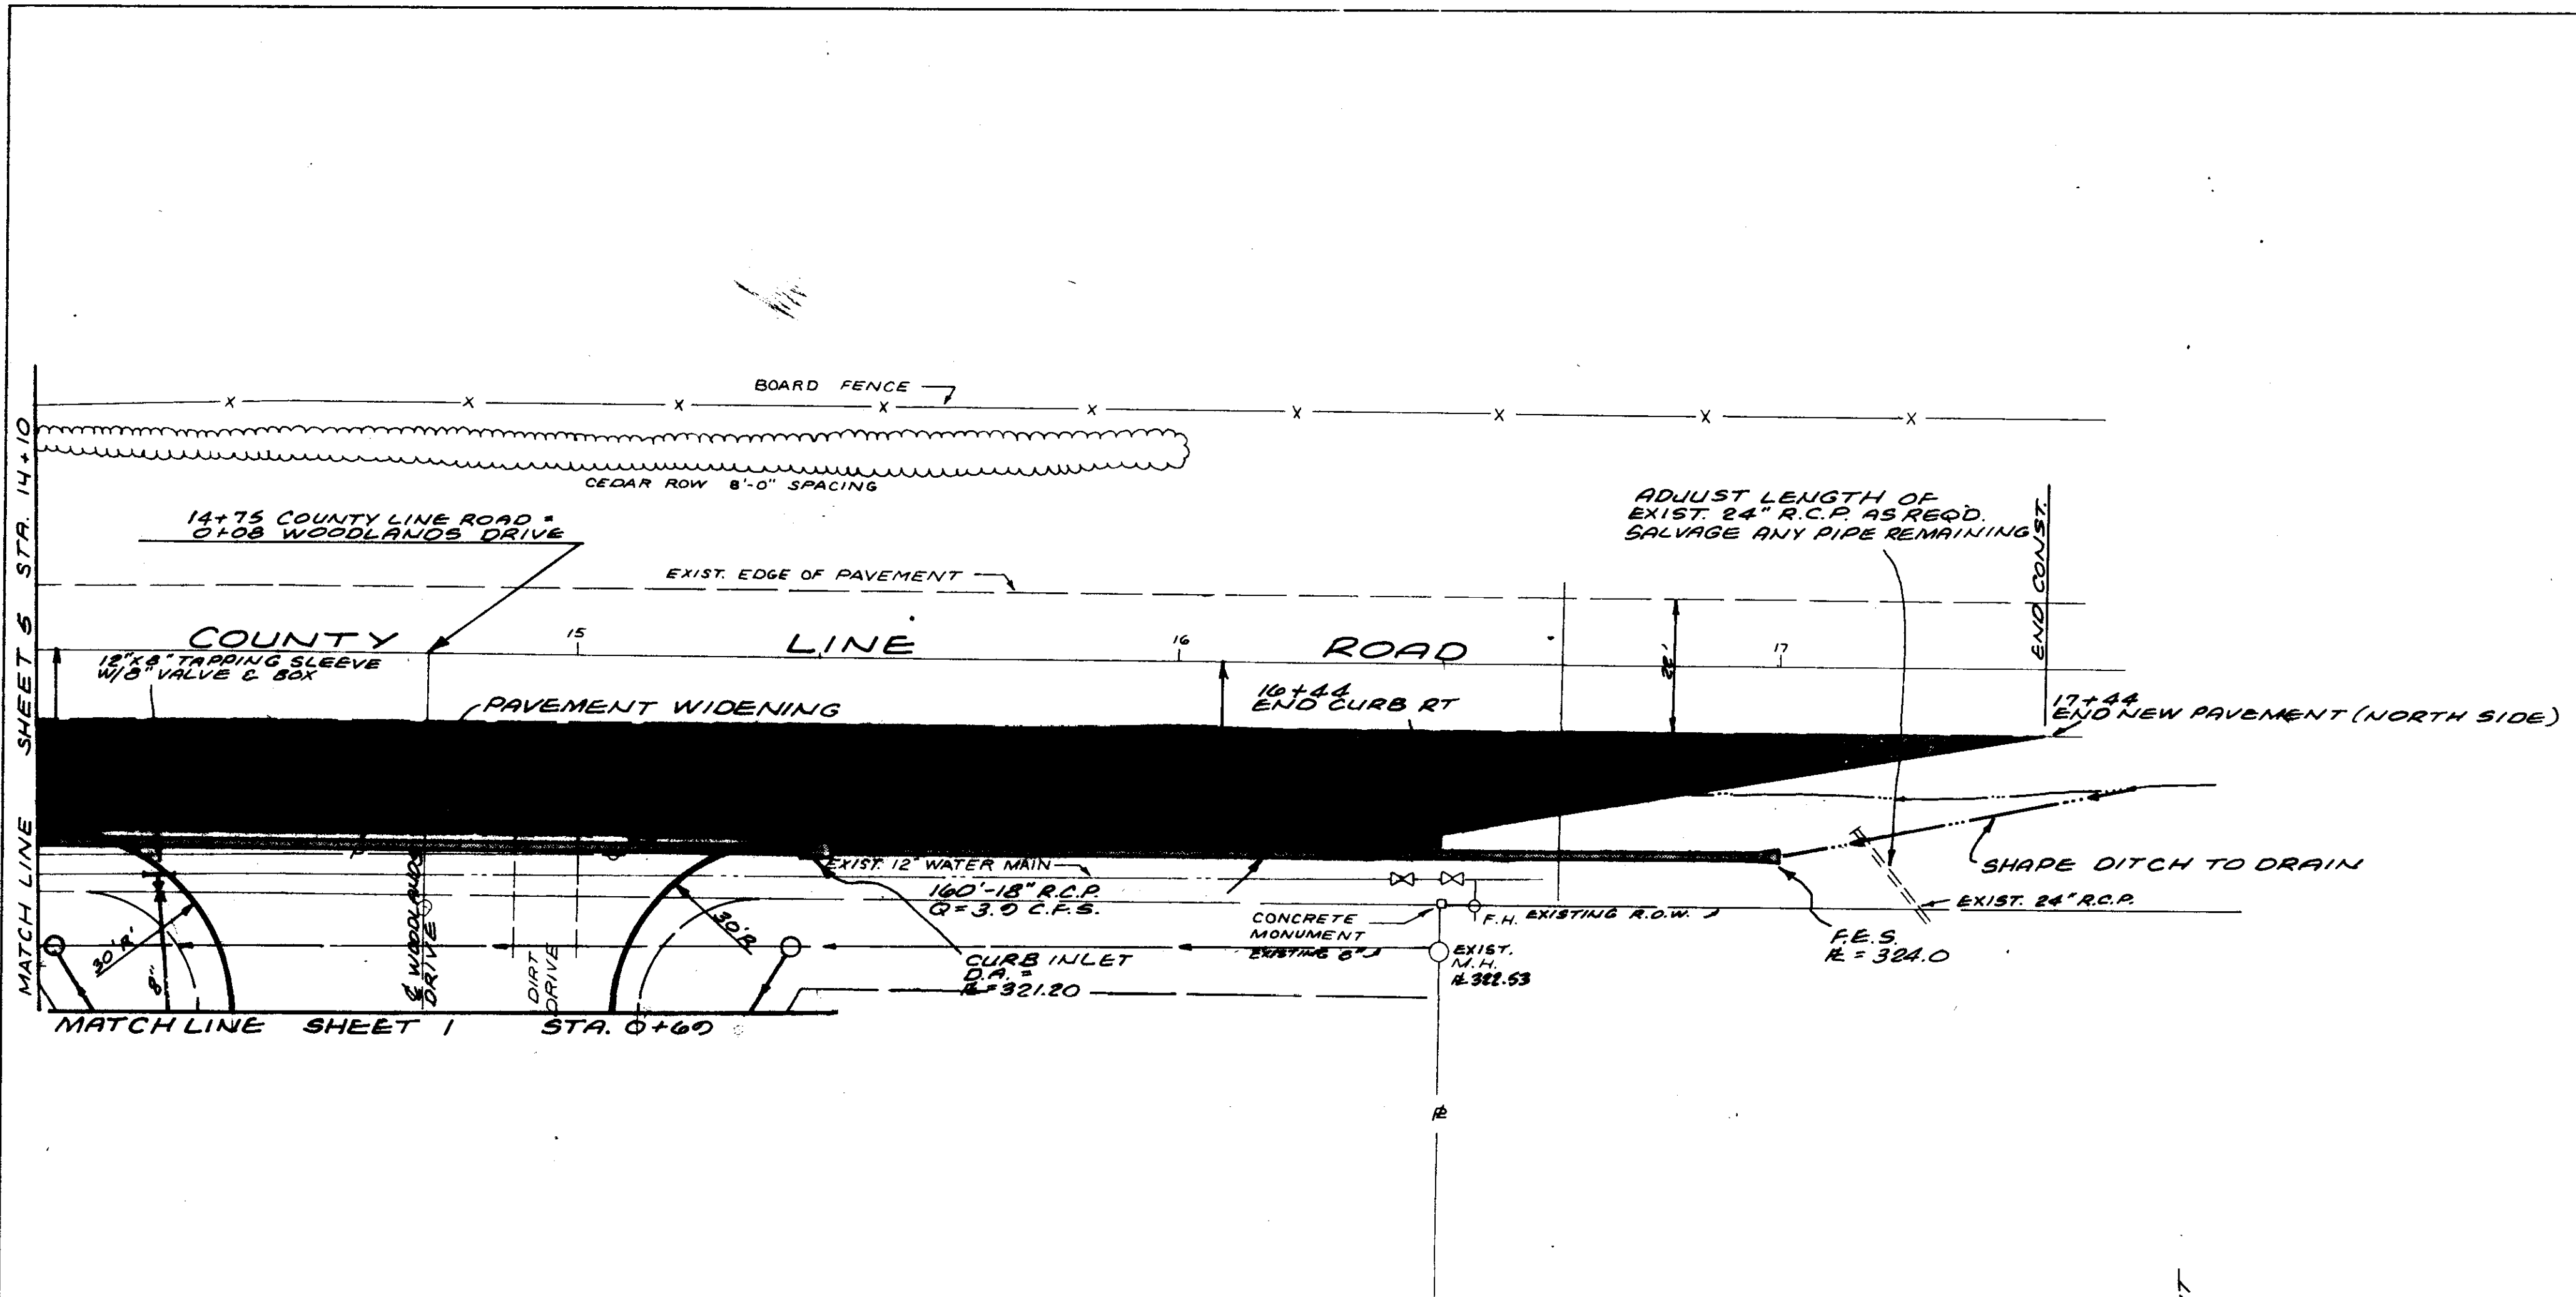 BOARD FENCE
CEDAR ROW 8'-0" SPACING
MATCH LINE SHEET 5 STA. 14+10
14+75 COUNTY LINE ROAD =
0+08 WOODLANDS DRIVE
EXIST. EDGE OF PAVEMENT
ADJUST LENGTH OF
EXIST. 24" R.C.P. AS REQ'D.
SALVAGE ANY PIPE REMAINING
END CONST.
COUNTY LINE ROAD
15
16
17
22'
12"X8" TAPPING SLEEVE
W/8" VALVE & BOX
PAVEMENT WIDENING
16+44
END CURB RT
17+44
END NEW PAVEMENT (NORTH SIDE)
EXIST. 12" WATER MAIN
160'-18" R.C.P.
Q=3.9 C.F.S.
SHAPE DITCH TO DRAIN
EXIST. 24" R.C.P.
CONCRETE
MONUMENT
F.H.
EXISTING R.O.W.
EXISTING 8"
EXIST.
M.H.
322.53
F.E.S.
= 324.0
30'R.
8"
℄ WOODLANDS
DRIVE
DIRT
DRIVE
30'R
CURB INLET
D.A. =
=321.20
MATCH LINE SHEET 1 STA. 0+69